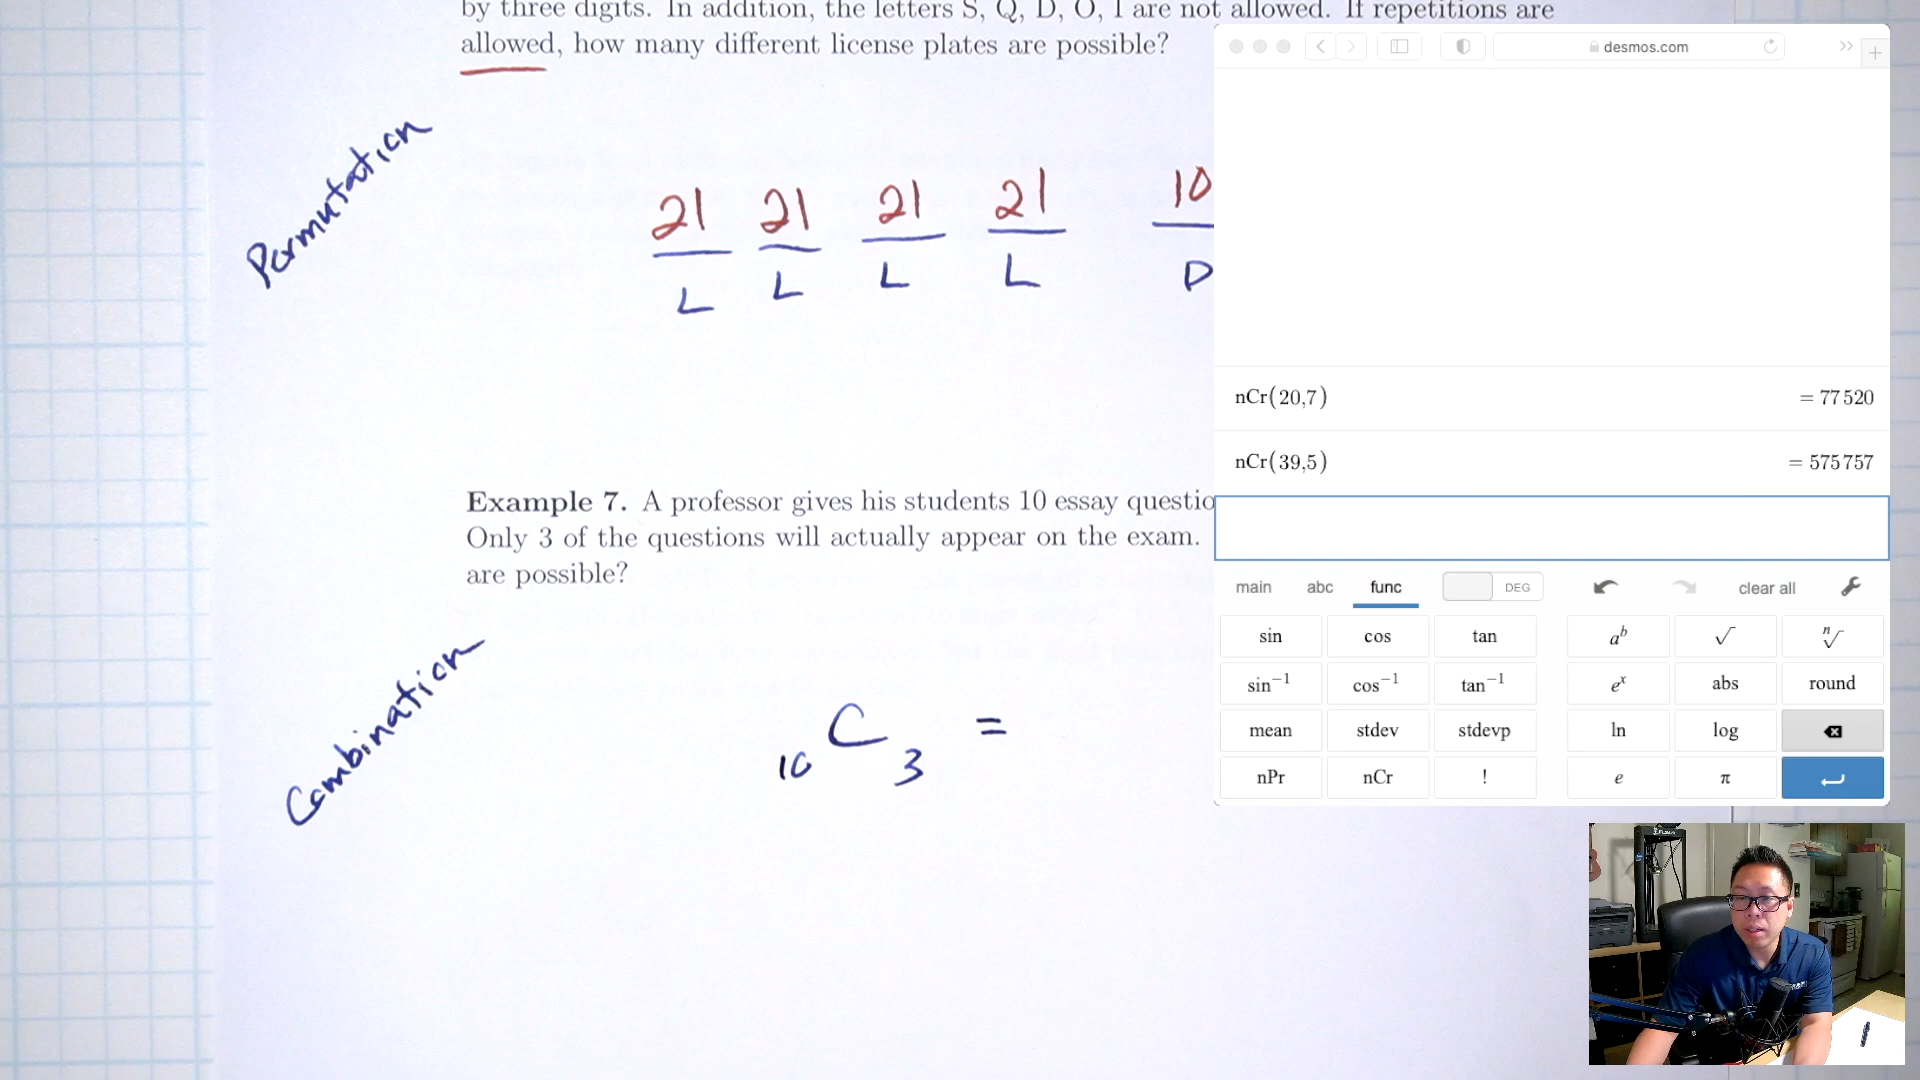 by three digits. In addition, the letters S, Q, D, O, I are not allowed. If repetitions are
allowed, how many different license plates are possible?
Permutation
21 21 21 21 10
L L L L D
Example 7. A professor gives his students 10 essay questio
Only 3 of the questions will actually appear on the exam.
are possible?
Combination
10 C 3 =
desmos.com
nCr(20,7) = 77520
nCr(39,5) = 575757
main abc func DEG clear all
sin cos tan a^b √ n√
sin⁻¹ cos⁻¹ tan⁻¹ eˣ abs round
mean stdev stdevp ln log
nPr nCr ! e π